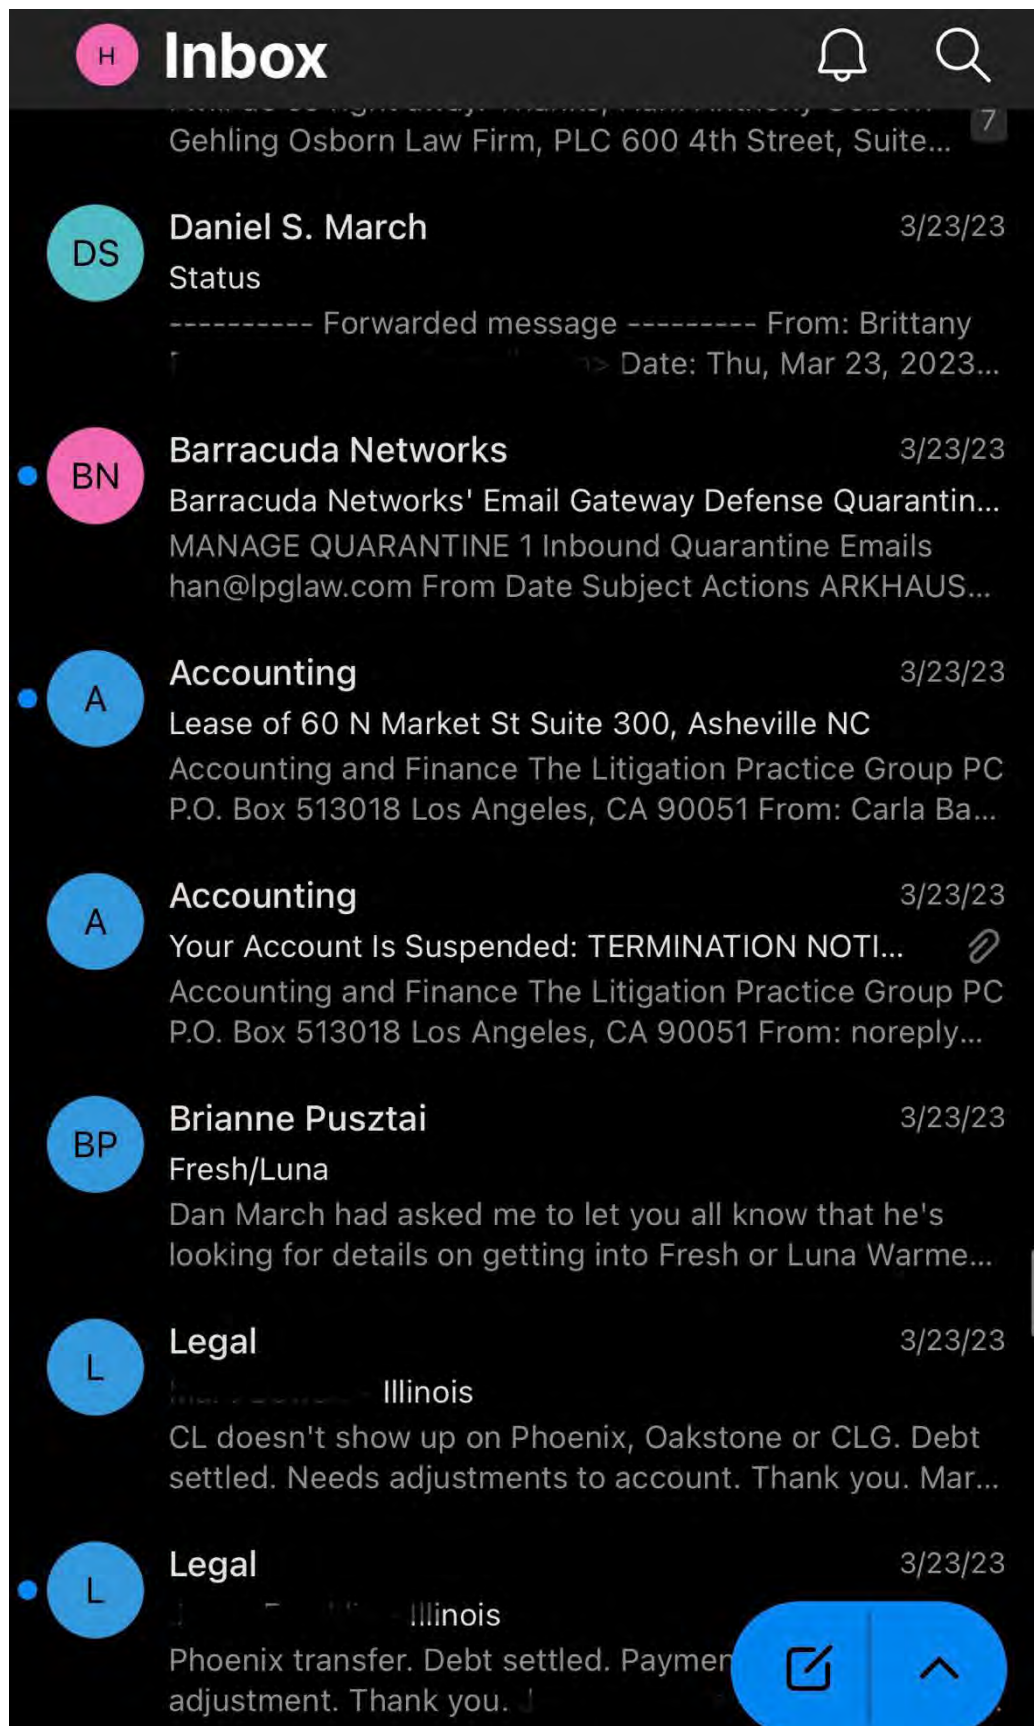 H Inbox
Gehling Osborn Law Firm, PLC 600 4th Street, Suite... 7
DS Daniel S. March 3/23/23
Status
---------- Forwarded message --------- From: Brittany
> Date: Thu, Mar 23, 2023...
BN Barracuda Networks 3/23/23
Barracuda Networks' Email Gateway Defense Quarantin...
MANAGE QUARANTINE 1 Inbound Quarantine Emails
han@lpglaw.com From Date Subject Actions ARKHAUS...
A Accounting 3/23/23
Lease of 60 N Market St Suite 300, Asheville NC
Accounting and Finance The Litigation Practice Group PC
P.O. Box 513018 Los Angeles, CA 90051 From: Carla Ba...
A Accounting 3/23/23
Your Account Is Suspended: TERMINATION NOTI...
Accounting and Finance The Litigation Practice Group PC
P.O. Box 513018 Los Angeles, CA 90051 From: noreply...
BP Brianne Pusztai 3/23/23
Fresh/Luna
Dan March had asked me to let you all know that he's
looking for details on getting into Fresh or Luna Warme...
L Legal 3/23/23
Illinois
CL doesn't show up on Phoenix, Oakstone or CLG. Debt
settled. Needs adjustments to account. Thank you. Mar...
L Legal 3/23/23
Illinois
Phoenix transfer. Debt settled. Paymen
adjustment. Thank you.